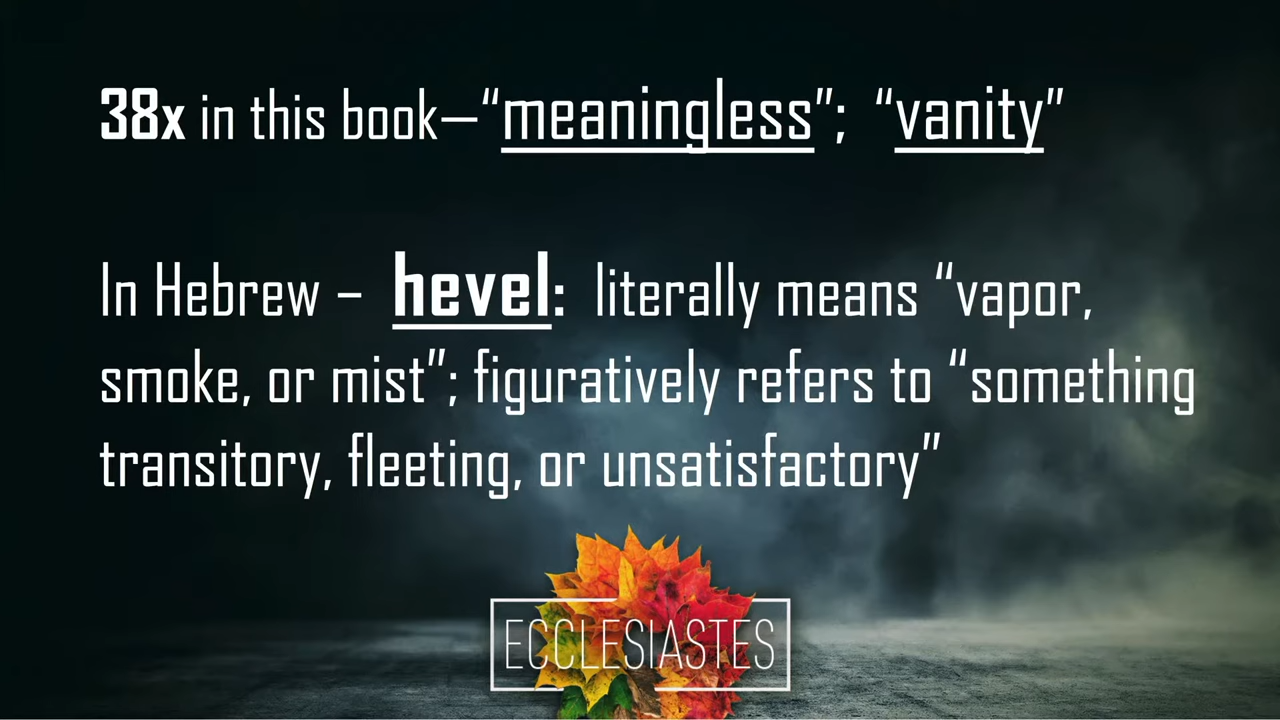 38x in this book—“meaningless”; “vanity”
In Hebrew – hevel: literally means “vapor,
smoke, or mist”; figuratively refers to “something
transitory, fleeting, or unsatisfactory”
ECCLESIASTES